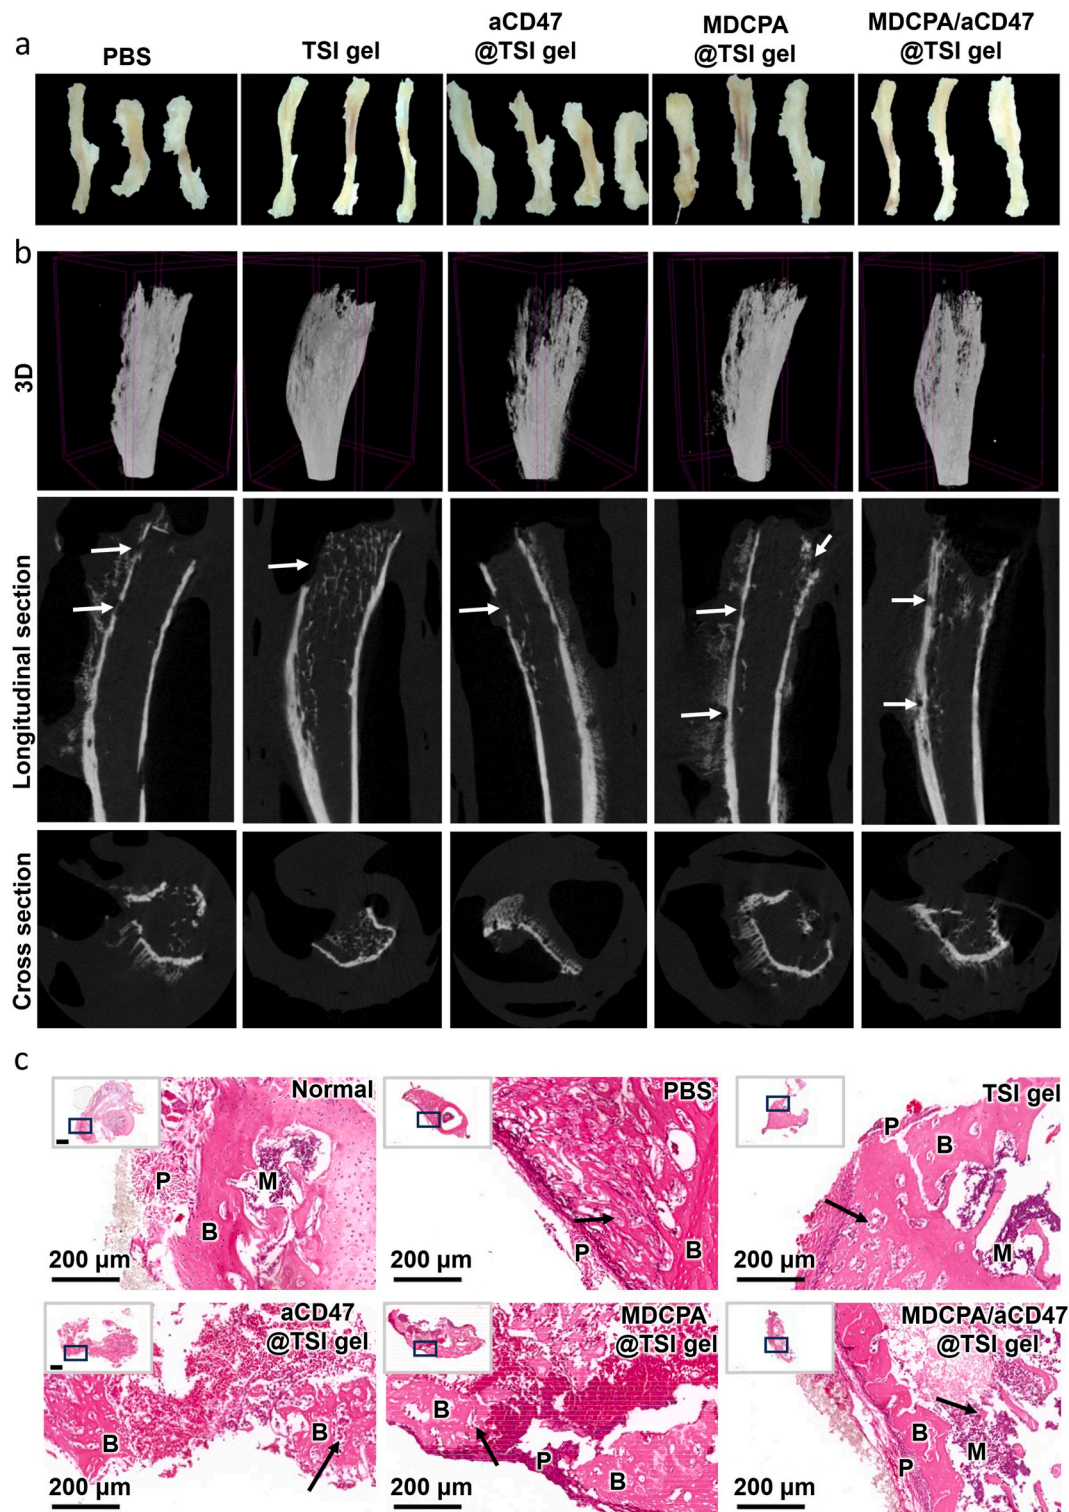 a
PBS
TSI gel
aCD47
@TSI gel
MDCPA
@TSI gel
MDCPA/aCD47
@TSI gel
b
3D
Longitudinal section
Cross section
c
Normal
P
M
B
200 µm
PBS
P
B
200 µm
TSI gel
P
B
M
200 µm
aCD47
@TSI gel
B
B
200 µm
MDCPA
@TSI gel
B
P
B
200 µm
MDCPA/aCD47
@TSI gel
B
M
P
200 µm